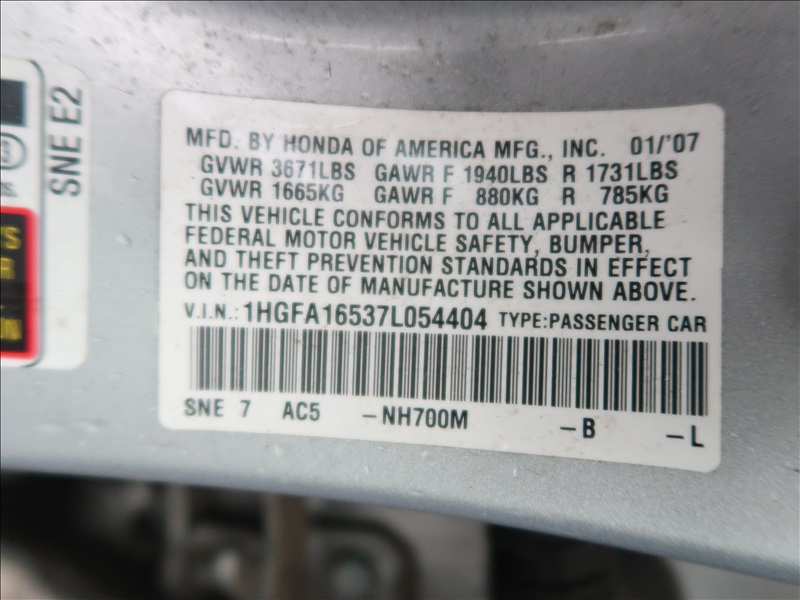 MFD. BY HONDA OF AMERICA MFG., INC. 01/'07
GVWR 3671LBS GAWR F 1940LBS R 1731LBS
GVWR 1665KG GAWR F 880KG R 785KG
THIS VEHICLE CONFORMS TO ALL APPLICABLE
FEDERAL MOTOR VEHICLE SAFETY, BUMPER,
AND THEFT PREVENTION STANDARDS IN EFFECT
ON THE DATE OF MANUFACTURE SHOWN ABOVE.
V.I.N.: 1HGFA16537L054404 TYPE:PASSENGER CAR
SNE 7 AC5 -NH700M -B -L
SNE E2